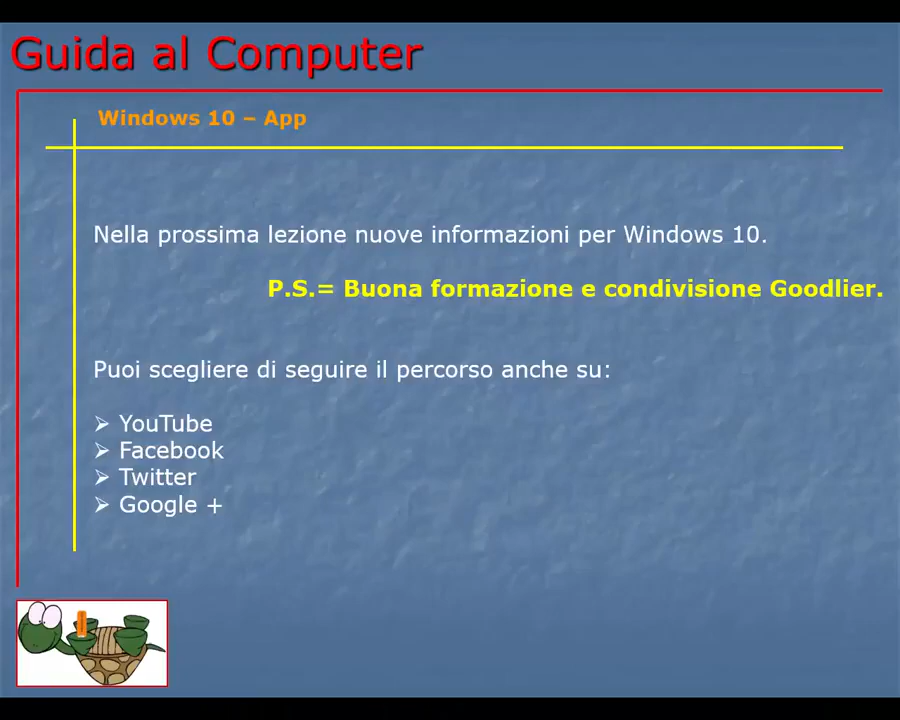 Guida al Computer
Windows 10 – App
Nella prossima lezione nuove informazioni per Windows 10.
P.S.= Buona formazione e condivisione Goodlier.
Puoi scegliere di seguire il percorso anche su:
➢ YouTube
➢ Facebook
➢ Twitter
➢ Google +